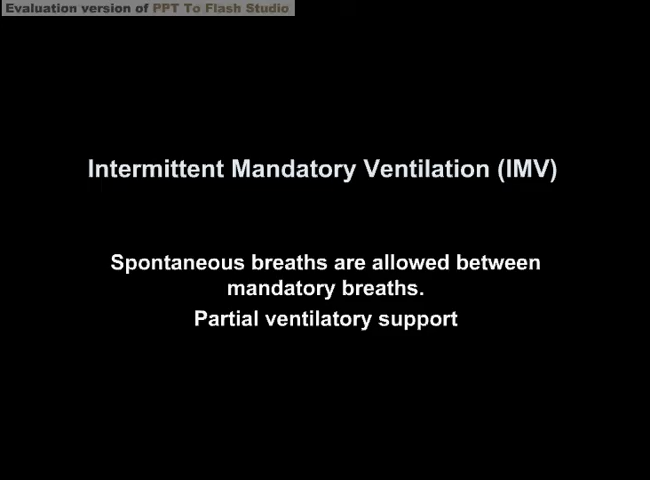 Evaluation version of PPT To Flash Studio
Intermittent Mandatory Ventilation (IMV)
Spontaneous breaths are allowed between
mandatory breaths.
Partial ventilatory support